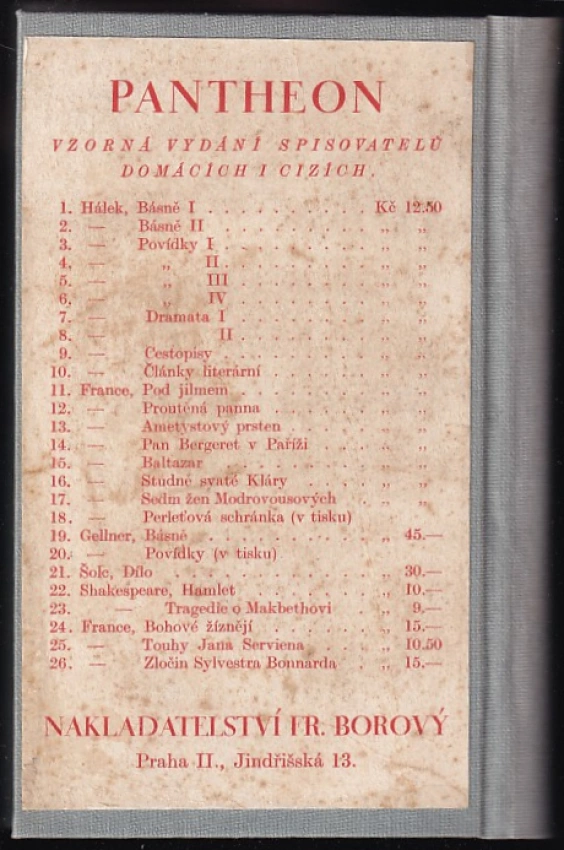 PANTHEON
VZORNÁ VYDÁNÍ SPISOVATELŮ
DOMÁCÍCH I CIZÍCH.
1. Hálek, Básně I . . . . . . . . . . Kč 12.50
2. — Básně II . . . . . . . . . „ „
3. — Povídky I . . . . . . . . „ „
4. — „ II . . . . . . . . „ „
5. — „ III . . . . . . . „ „
6. — „ IV . . . . . . . „ „
7. — Dramata I . . . . . . . „ „
8. — II . . . . . . . „ „
9. — Cestopisy . . . . . . . . „ „
10. — Články literární . . . . . . „ „
11. France, Pod jilmem . . . . . . . „ „
12. — Proutěná panna . . . . . . „ „
13. — Ametystový prsten . . . . . „ „
14. — Pan Bergeret v Paříži . . . . „ „
15. — Baltazar . . . . . . . . „ „
16. — Studně svaté Kláry . . . . . „ „
17. — Sedm žen Modrovousových . . „ „
18. — Perleťová schránka (v tisku)
19. Gellner, Básně . . . . . . . . . „ 45.—
20. — Povídky (v tisku)
21. Šolc, Dílo . . . . . . . . . . „ 30.—
22. Shakespeare, Hamlet . . . . . . . „ 10.—
23. — Tragedie o Makbethovi . . „ 9.—
24. France, Bohové žíznějí . . . . . . „ 15.—
25. — Touhy Jana Serviena . . . . „ 10.50
26. — Zločin Sylvestra Bonnarda . . „ 15.—
NAKLADATELSTVÍ FR. BOROVÝ
Praha II., Jindřišská 13.